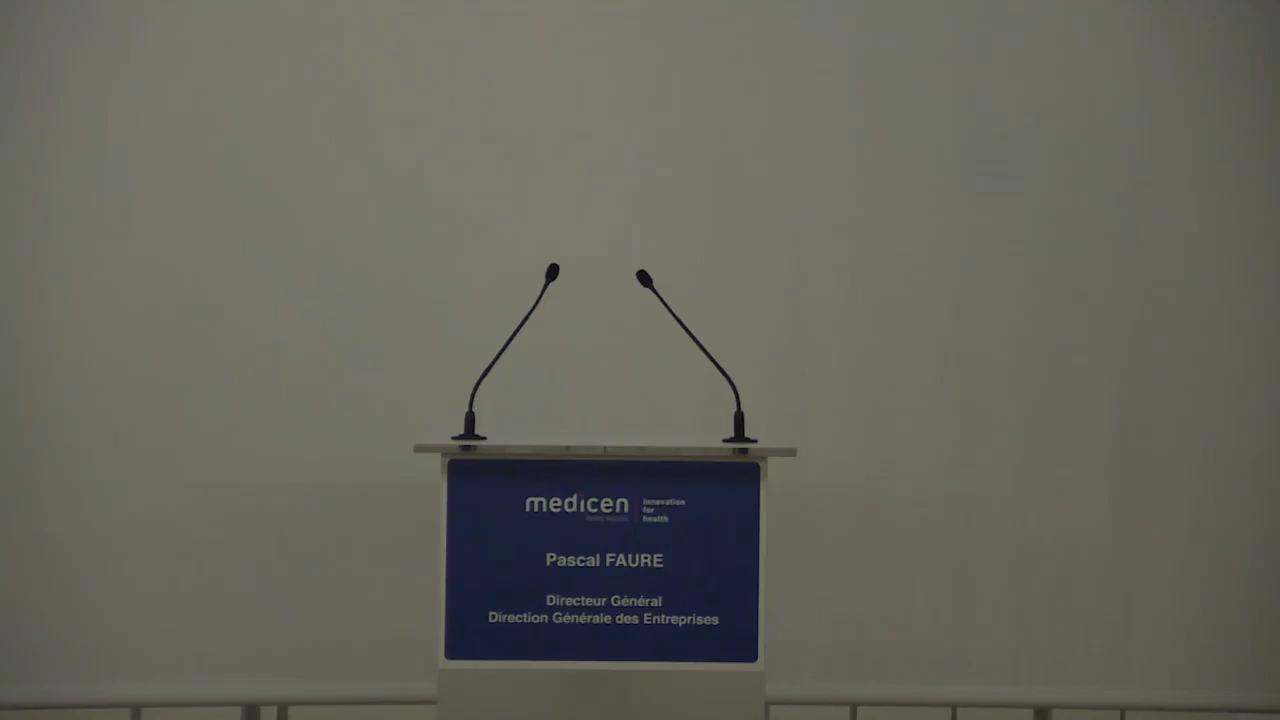 medicen
innovation
for
health
Pascal FAURE
Directeur Général
Direction Générale des Entreprises